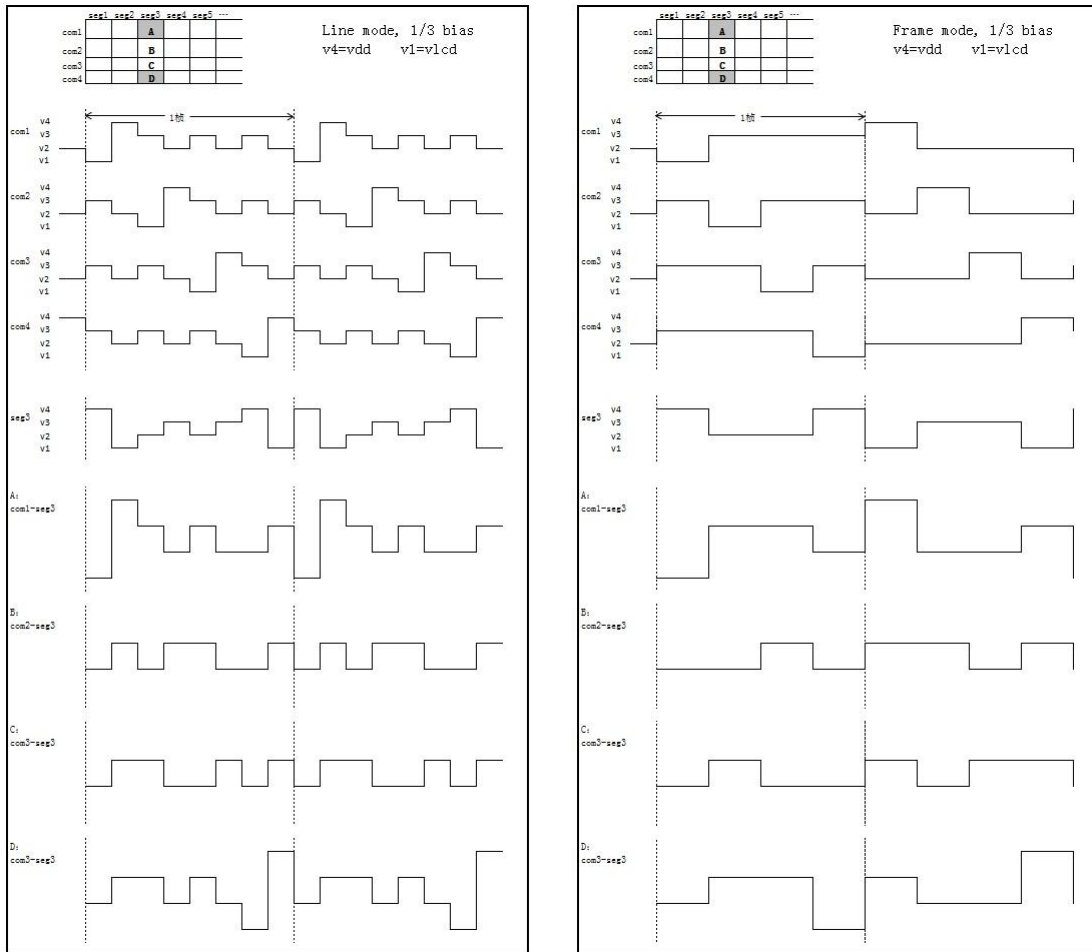 seg1 seg2 seg3 seg4 seg5 ---
com1 A
com2 B
com3 C
com4 D
Line mode, 1/3 bias
v4=vdd v1=vlcd
1帧
com1
v4
v3
v2
v1
com2
v4
v3
v2
v1
com3
v4
v3
v2
v1
com4
v4
v3
v2
v1
seg3
v4
v3
v2
v1
A:
com1-seg3
B:
com2-seg3
C:
com3-seg3
D:
com3-seg3
seg1 seg2 seg3 seg4 seg5 ---
com1 A
com2 B
com3 C
com4 D
Frame mode, 1/3 bias
v4=vdd v1=vlcd
1帧
com1
v4
v3
v2
v1
com2
v4
v3
v2
v1
com3
v4
v3
v2
v1
com4
v4
v3
v2
v1
seg3
v4
v3
v2
v1
A:
com1-seg3
B:
com2-seg3
C:
com3-seg3
D:
com3-seg3